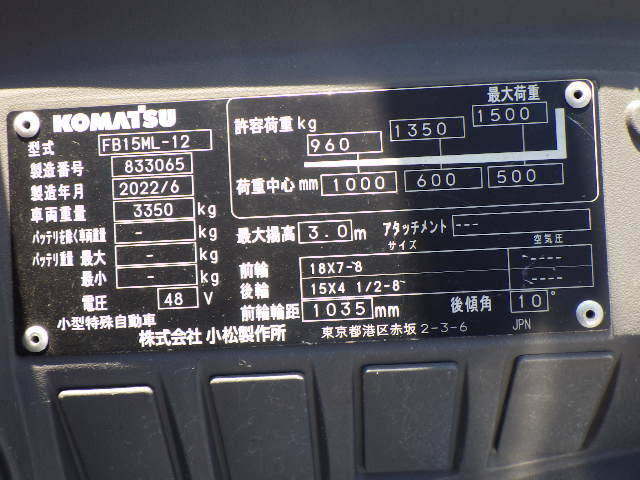 KOMATSU
型式 FB15ML-12
製造番号 833065
製造年月 2022/6
車両重量 3350 kg
バッテリを除く車両重量 - kg
バッテリ重量 最大 - kg
最小 - kg
電圧 48 V
小型特殊自動車
最大荷重
許容荷重 kg 960 1350 1500
荷重中心 mm 1000 600 500
最大揚高 3.0 m アタッチメント ---
サイズ 空気圧
前輪 18X7-8 ----
後輪 15X4 1/2-8 ----
前輪輪距 1035 mm 後傾角 10°
株式会社 小松製作所 東京都港区赤坂 2-3-6 JPN